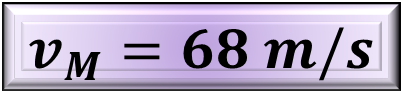 v_M = 68 m/s